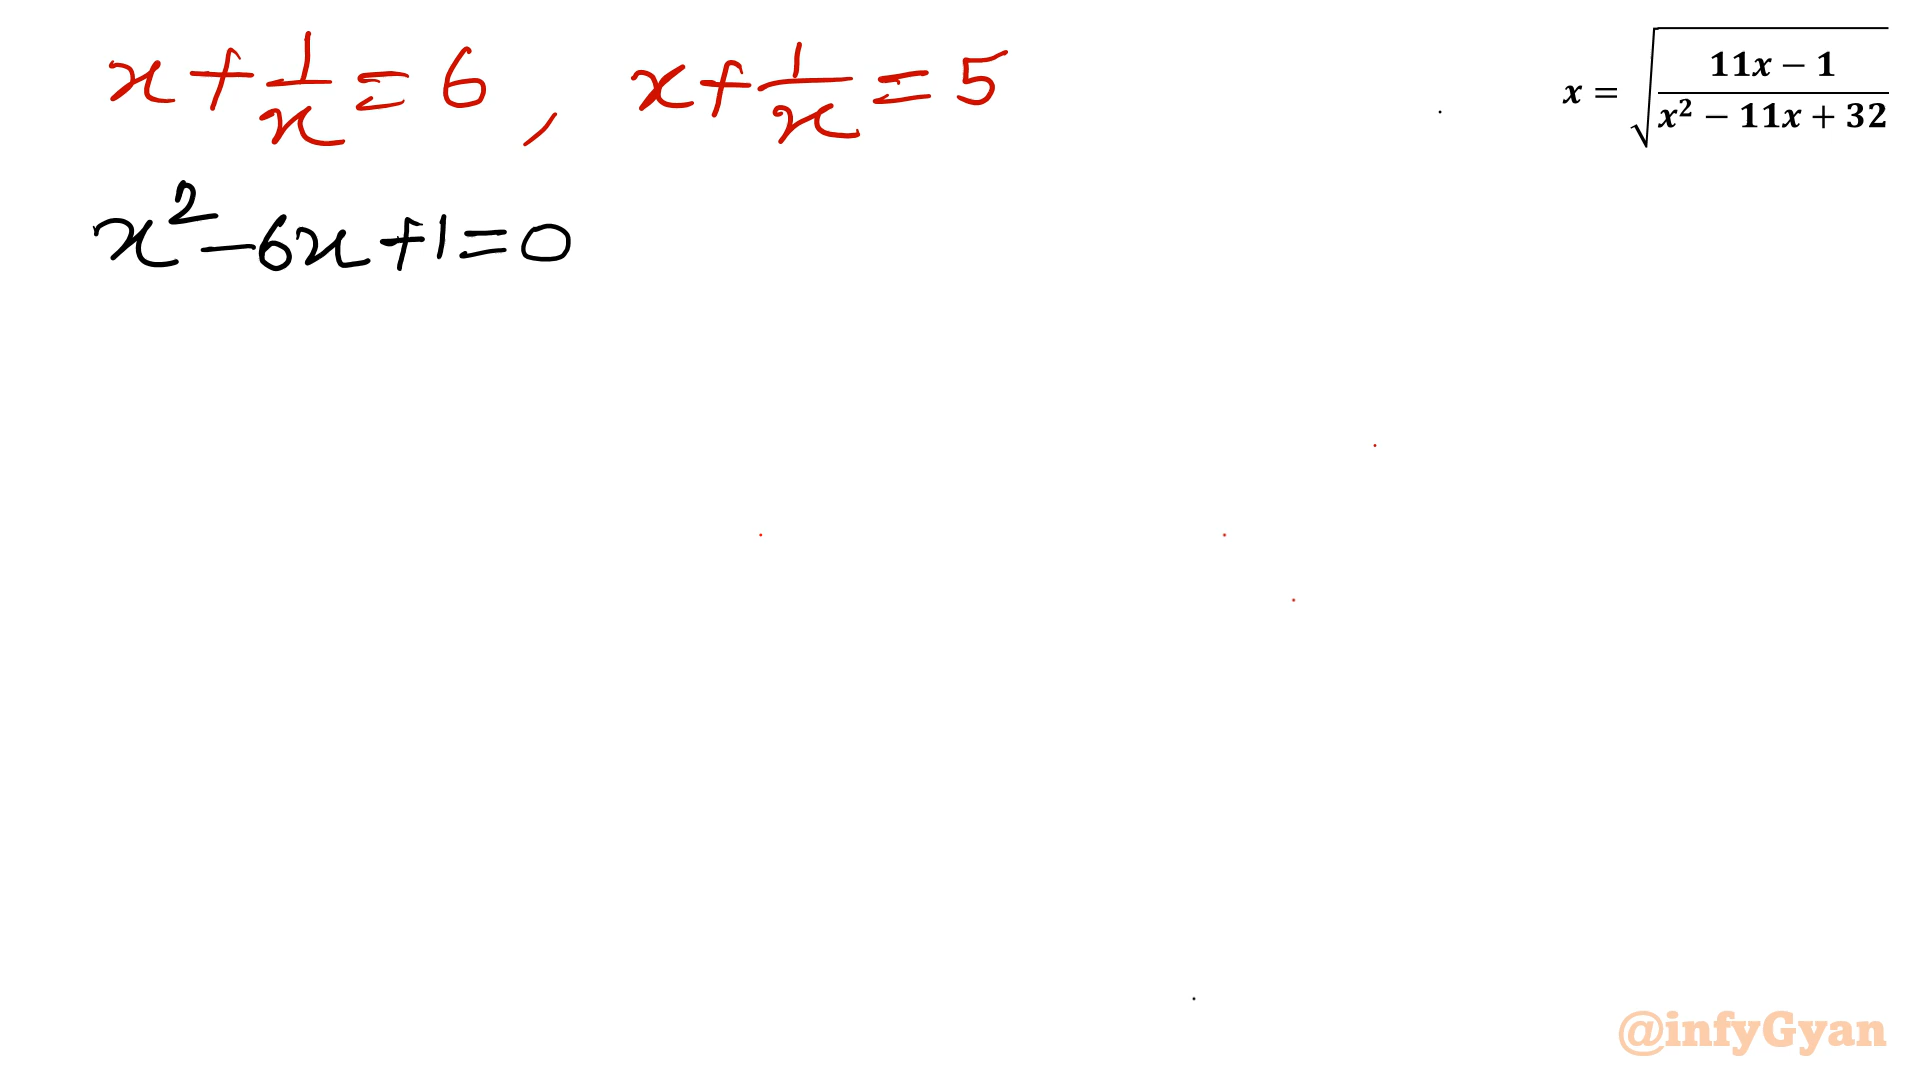 x + 1/x = 6 , x + 1/x = 5
x = √((11x − 1)/(x² − 11x + 32))
x² − 6x + 1 = 0
@infyGyan